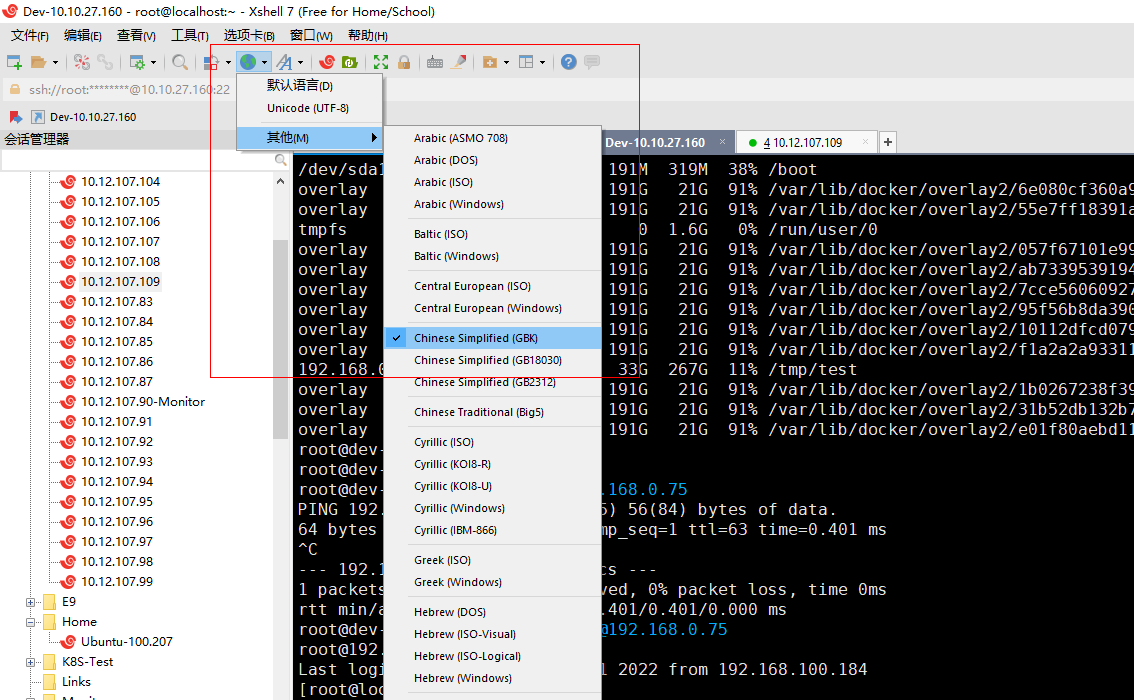 Dev-10.10.27.160 - root@localhost:~ - Xshell 7 (Free for Home/School)
文件(F) 编辑(E) 查看(V) 工具(T) 选项卡(B) 窗口(W) 帮助(H)
ssh://root:********@10.10.27.160:22
Dev-10.10.27.160
会话管理器
10.12.107.104
10.12.107.105
10.12.107.106
10.12.107.107
10.12.107.108
10.12.107.109
10.12.107.83
10.12.107.84
10.12.107.85
10.12.107.86
10.12.107.87
10.12.107.90-Monitor
10.12.107.91
10.12.107.92
10.12.107.93
10.12.107.94
10.12.107.95
10.12.107.96
10.12.107.97
10.12.107.98
10.12.107.99
E9
Home
Ubuntu-100.207
K8S-Test
Links
默认语言(D)
Unicode (UTF-8)
其他(M)
Arabic (ASMO 708)
Arabic (DOS)
Arabic (ISO)
Arabic (Windows)
Baltic (ISO)
Baltic (Windows)
Central European (ISO)
Central European (Windows)
Chinese Simplified (GBK)
Chinese Simplified (GB18030)
Chinese Simplified (GB2312)
Chinese Traditional (Big5)
Cyrillic (ISO)
Cyrillic (KOI8-R)
Cyrillic (KOI8-U)
Cyrillic (Windows)
Cyrillic (IBM-866)
Greek (ISO)
Greek (Windows)
Hebrew (DOS)
Hebrew (ISO-Visual)
Hebrew (ISO-Logical)
Hebrew (Windows)
Dev-10.10.27.160 × 4 10.12.107.109 × +
/dev/sda1 191M 319M 38% /boot
overlay 191G 21G 91% /var/lib/docker/overlay2/6e080cf360a9
overlay 191G 21G 91% /var/lib/docker/overlay2/55e7ff18391a
tmpfs 0 1.6G 0% /run/user/0
overlay 191G 21G 91% /var/lib/docker/overlay2/057f67101e99
overlay 191G 21G 91% /var/lib/docker/overlay2/ab7339539194
overlay 191G 21G 91% /var/lib/docker/overlay2/7cce56060927
overlay 191G 21G 91% /var/lib/docker/overlay2/95f56b8da390
overlay 191G 21G 91% /var/lib/docker/overlay2/10112dfcd079
overlay 191G 21G 91% /var/lib/docker/overlay2/f1a2a2a93311
192.168.0 33G 267G 11% /tmp/test
overlay 191G 21G 91% /var/lib/docker/overlay2/1b0267238f39
overlay 191G 21G 91% /var/lib/docker/overlay2/31b52db132b7
overlay 191G 21G 91% /var/lib/docker/overlay2/e01f80aebd11
root@dev-
root@dev-
root@dev- .168.0.75
PING 192. 56(84) bytes of data.
64 bytes mp_seq=1 ttl=63 time=0.401 ms
^C
--- 192.1 cs ---
1 packets ved, 0% packet loss, time 0ms
rtt min/a .401/0.401/0.000 ms
root@dev- @192.168.0.75
root@192.
Last logi 2022 from 192.168.100.184
[root@loc